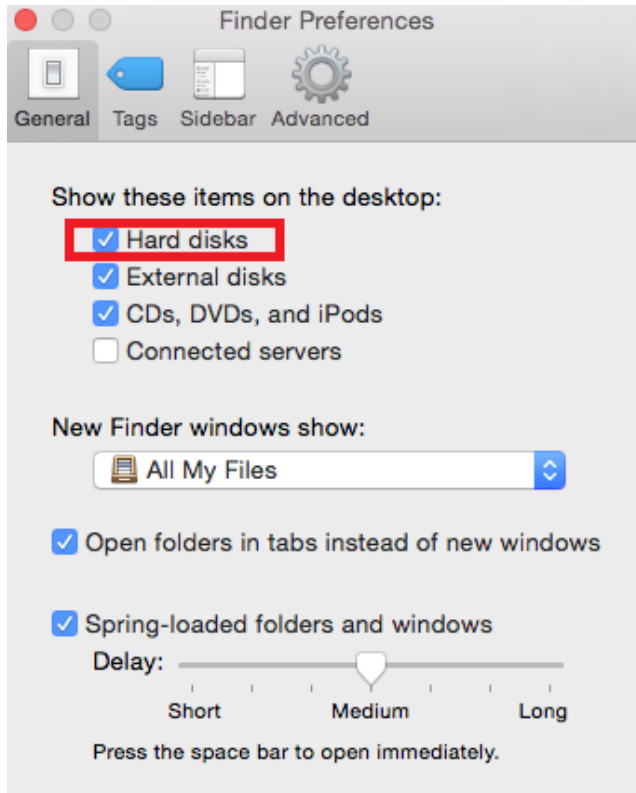 Finder Preferences
General Tags Sidebar Advanced
Show these items on the desktop:
Hard disks
External disks
CDs, DVDs, and iPods
Connected servers
New Finder windows show:
All My Files
Open folders in tabs instead of new windows
Spring-loaded folders and windows
Delay:
Short Medium Long
Press the space bar to open immediately.